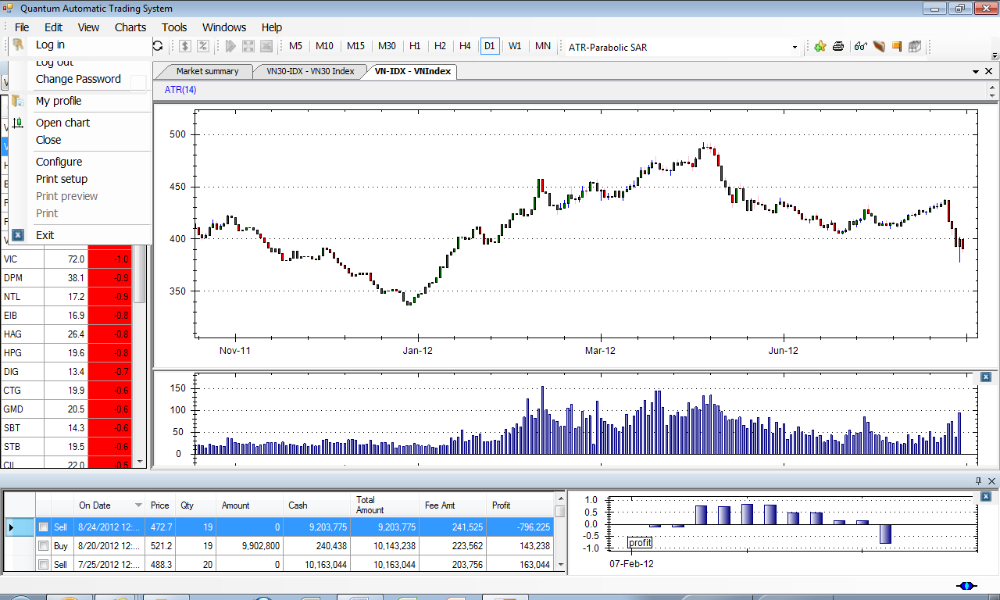 Quantum Automatic Trading System
File Edit View Charts Tools Windows Help
Log in
Log out
Change Password
My profile
Open chart
Close
Configure
Print setup
Print preview
Print
Exit
M5 M10 M15 M30 H1 H2 H4 D1 W1 MN ATR-Parabolic SAR
Market summary VN30-IDX - VN30 Index VN-IDX - VNIndex
ATR(14)
500
450
400
350
Nov-11 Jan-12 Mar-12 Jun-12
150
100
50
0
VIC 72.0 -1.0
DPM 38.1 -0.9
NTL 17.2 -0.9
EIB 16.9 -0.8
HAG 26.4 -0.8
HPG 19.6 -0.8
DIG 13.4 -0.7
CTG 19.9 -0.6
GMD 20.5 -0.6
SBT 14.3 -0.6
STB 19.5 -0.6
CII 22.0 -0.5
On Date Price Qty Amount Cash Total Amount Fee Amt Profit
Sell 8/24/2012 12:... 472.7 19 0 9,203,775 9,203,775 241,525 -796,225
Buy 8/20/2012 12:... 521.2 19 9,902,800 240,438 10,143,238 223,562 143,238
Sell 7/25/2012 12:... 488.3 20 0 10,163,044 10,163,044 203,756 163,044
1.0
0.5
0.0
-0.5
-1.0
profit
07-Feb-12